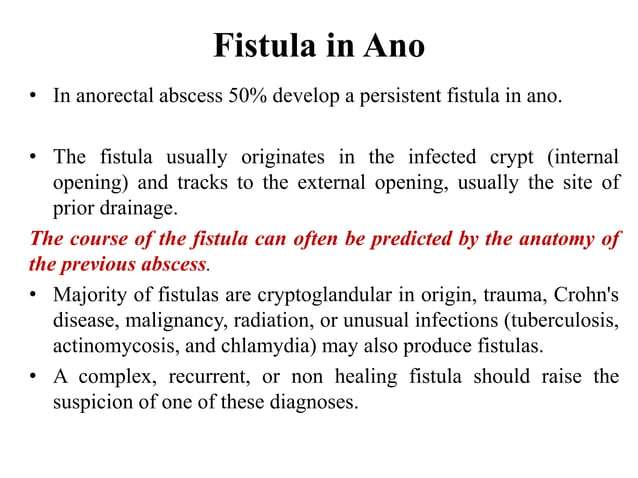 Fistula in Ano
• In anorectal abscess 50% develop a persistent fistula in ano.
• The fistula usually originates in the infected crypt (internal
opening) and tracks to the external opening, usually the site of
prior drainage.
The course of the fistula can often be predicted by the anatomy of
the previous abscess.
• Majority of fistulas are cryptoglandular in origin, trauma, Crohn's
disease, malignancy, radiation, or unusual infections (tuberculosis,
actinomycosis, and chlamydia) may also produce fistulas.
• A complex, recurrent, or non healing fistula should raise the
suspicion of one of these diagnoses.